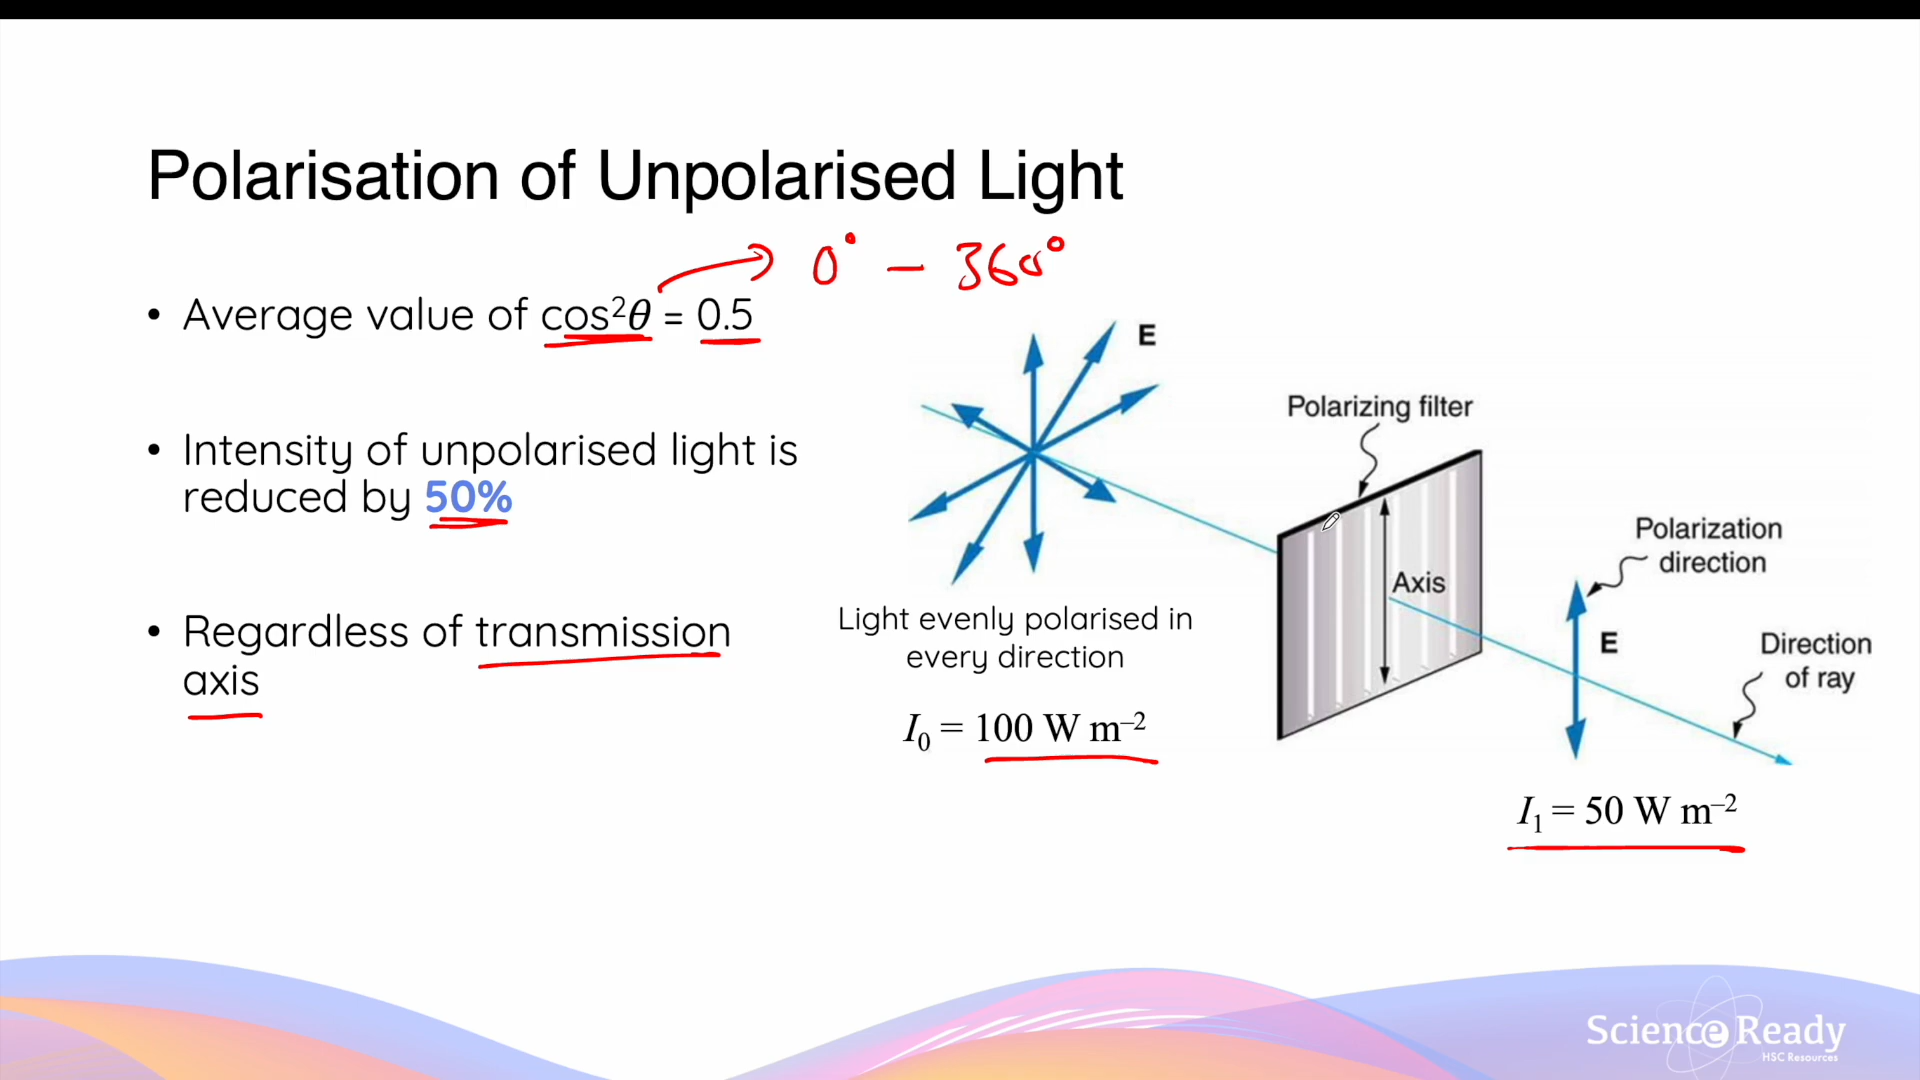 Polarisation of Unpolarised Light
0° – 360°
• Average value of cos²θ = 0.5
• Intensity of unpolarised light is
reduced by 50%
• Regardless of transmission
axis
E
Polarizing filter
Axis
Polarization
direction
E
Direction
of ray
Light evenly polarised in
every direction
I₀ = 100 W m⁻²
I₁ = 50 W m⁻²
Science Ready
HSC Resources